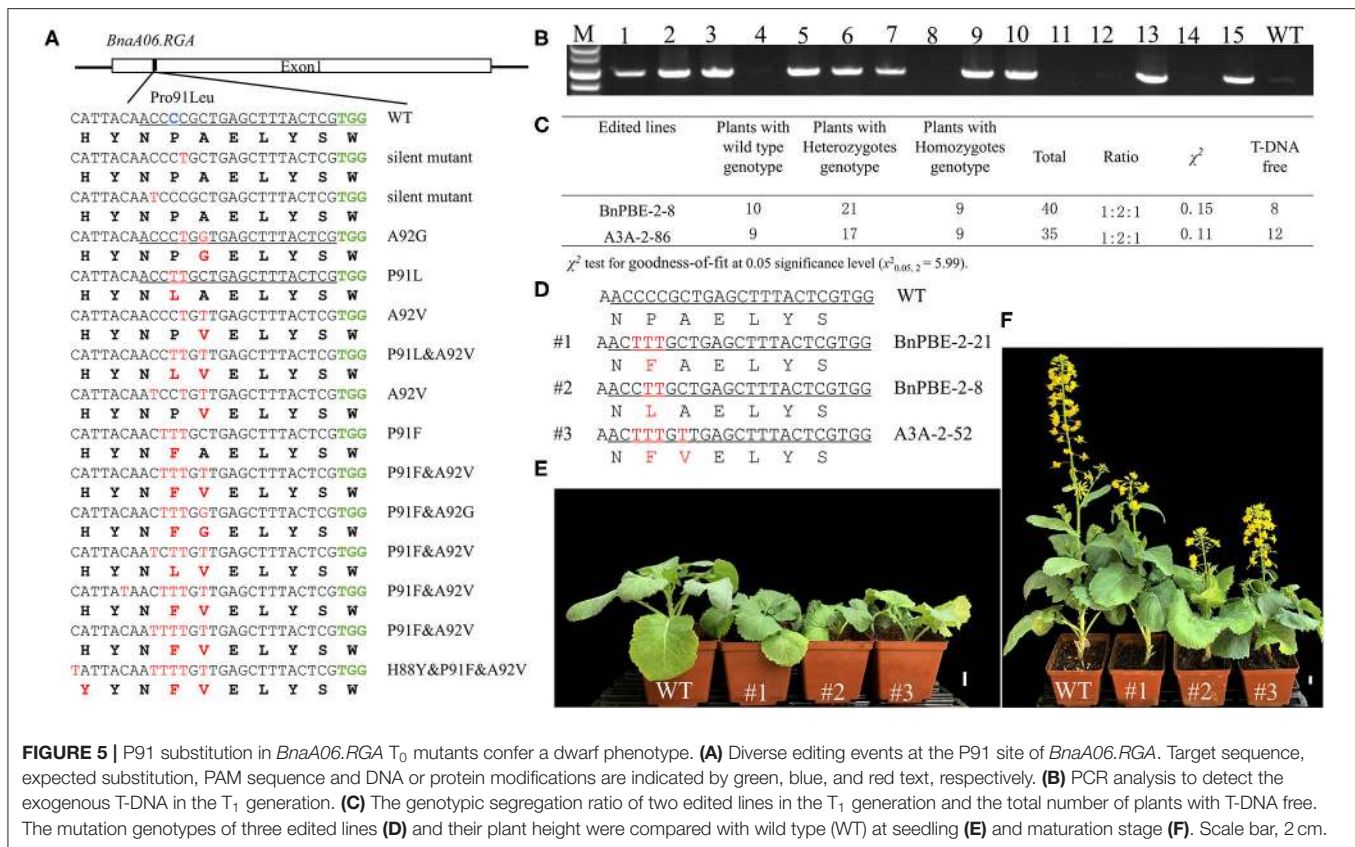 A
BnaA06.RGA
Exon1
Pro91Leu
CATTACAACCCCGCTGAGCTTTACTCGTGG WT
H Y N P A E L Y S W
CATTACAACCCTGCTGAGCTTTACTCGTGG silent mutant
H Y N P A E L Y S W
CATTACAATCCCGCTGAGCTTTACTCGTGG silent mutant
H Y N P A E L Y S W
CATTACAACCCTGGTGAGCTTTACTCGTGG A92G
H Y N P G E L Y S W
CATTACAACCTTGCTGAGCTTTACTCGTGG P91L
H Y N L A E L Y S W
CATTACAACCCTGTTGAGCTTTACTCGTGG A92V
H Y N P V E L Y S W
CATTACAACCTTGTTGAGCTTTACTCGTGG P91L&A92V
H Y N L V E L Y S W
CATTACAATCCTGTTGAGCTTTACTCGTGG A92V
H Y N P V E L Y S W
CATTACAACTTTGCTGAGCTTTACTCGTGG P91F
H Y N F A E L Y S W
CATTACAACTTTGTTGAGCTTTACTCGTGG P91F&A92V
H Y N F V E L Y S W
CATTACAACTTTGGTGAGCTTTACTCGTGG P91F&A92G
H Y N F G E L Y S W
CATTACAATCTTGTTGAGCTTTACTCGTGG P91F&A92V
H Y N L V E L Y S W
CATTATAACTTTGTTGAGCTTTACTCGTGG P91F&A92V
H Y N F V E L Y S W
CATTACAATTTTGTTGAGCTTTACTCGTGG P91F&A92V
H Y N F V E L Y S W
TATTACAATTTTGTTGAGCTTTACTCGTGG H88Y&P91F&A92V
Y Y N F V E L Y S W
B
M 1 2 3 4 5 6 7 8 9 10 11 12 13 14 15 WT
C
Edited lines Plants with wild type genotype Plants with Heterozygotes genotype Plants with Homozygotes genotype Total Ratio χ² T-DNA free
BnPBE-2-8 10 21 9 40 1:2:1 0.15 8
A3A-2-86 9 17 9 35 1:2:1 0.11 12
χ² test for goodness-of-fit at 0.05 significance level (x²0.05, 2 = 5.99).
D
AACCCCGCTGAGCTTTACTCGTGG WT
N P A E L Y S
#1 AACTTTGCTGAGCTTTACTCGTGG BnPBE-2-21
N F A E L Y S
#2 AACCTTGCTGAGCTTTACTCGTGG BnPBE-2-8
N L A E L Y S
#3 AACTTTGTTGAGCTTTACTCGTGG A3A-2-52
N F V E L Y S
E
WT #1 #2 #3
F
WT #1 #2 #3
FIGURE 5 | P91 substitution in BnaA06.RGA T0 mutants confer a dwarf phenotype. (A) Diverse editing events at the P91 site of BnaA06.RGA. Target sequence,
expected substitution, PAM sequence and DNA or protein modifications are indicated by green, blue, and red text, respectively. (B) PCR analysis to detect the
exogenous T-DNA in the T1 generation. (C) The genotypic segregation ratio of two edited lines in the T1 generation and the total number of plants with T-DNA free.
The mutation genotypes of three edited lines (D) and their plant height were compared with wild type (WT) at seedling (E) and maturation stage (F). Scale bar, 2 cm.